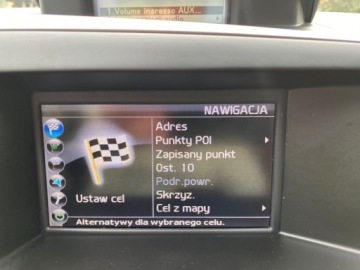 1. Volume ingresso AUX...
NAWIGACJA
Adres
Punkty POI
Zapisany punkt
Ost. 10
Podr.powr.
Skrzyż.
Cel z mapy
Ustaw cel
Alternatywy dla wybranego celu.